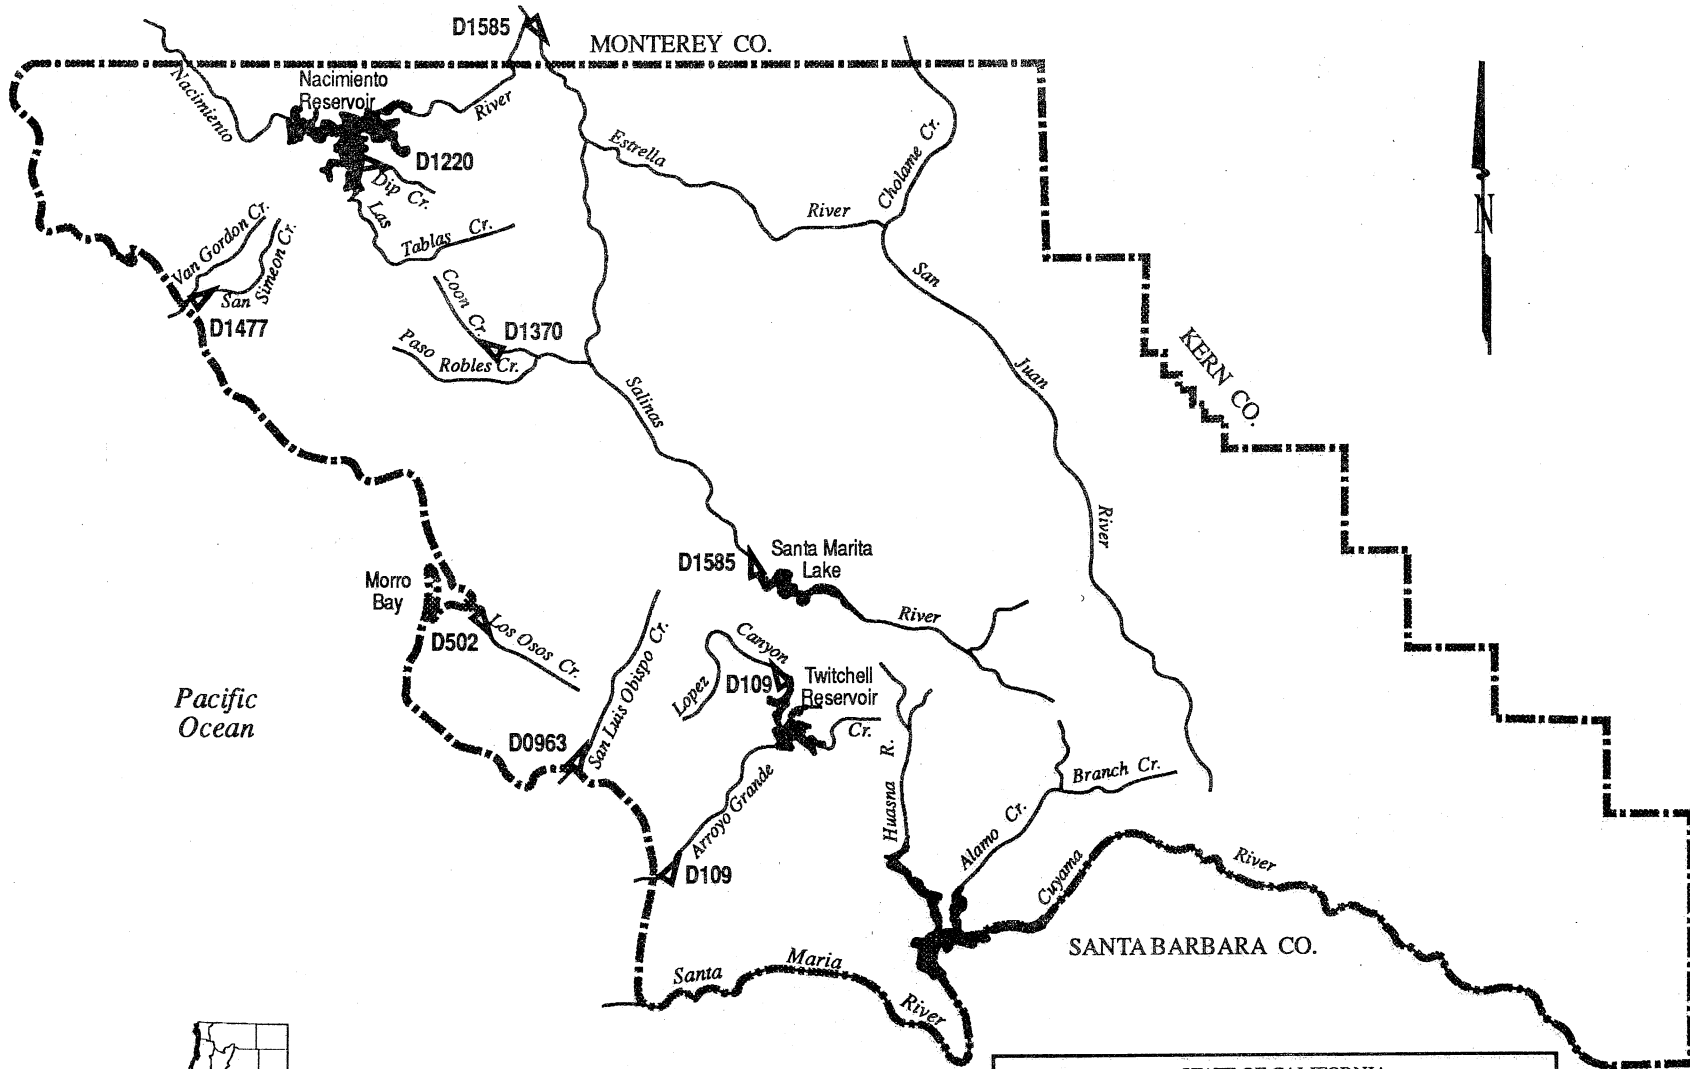 D1585
MONTEREY CO.
Nacimiento
Reservoir
Nacimiento
River
D1220
Dip Cr.
Las
Tablas Cr.
Estrella
River
Cholame Cr.
N
Van Gordon Cr.
San
Simeon Cr.
D1477
Coon Cr.
D1370
Paso
Robles Cr.
San
Juan
River
KERN CO.
Salinas
D1585
Santa Marita
Lake
River
Morro
Bay
D502
Los Osos Cr.
San Luis Obispo Cr.
Canyon
Lopez
D109
Twitchell
Reservoir
Cr.
Pacific
Ocean
D0963
Arroyo Grande
D109
Huasna R.
Alamo Cr.
Branch Cr.
Cuyama
River
SANTA BARBARA CO.
Santa
Maria
River
STATE OF CALIFORNIA